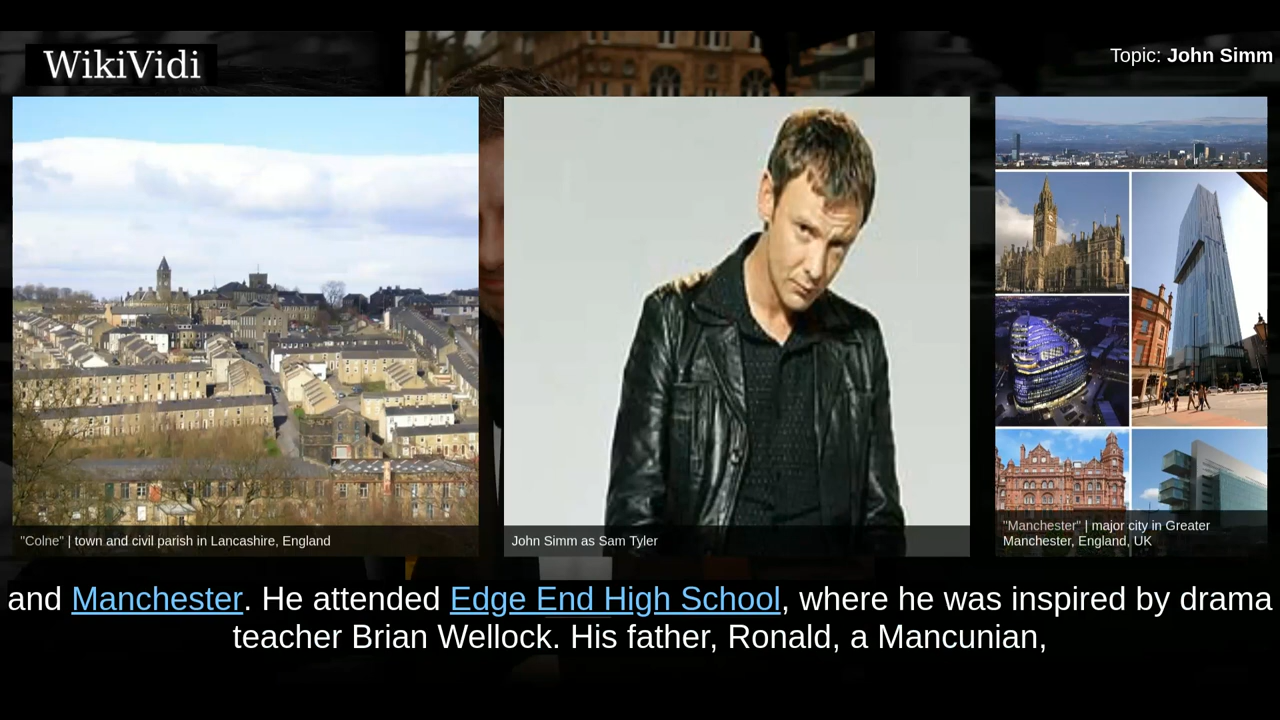 WikiVidi
Topic: John Simm
"Colne" | town and civil parish in Lancashire, England
John Simm as Sam Tyler
"Manchester" | major city in Greater
Manchester, England, UK
and Manchester. He attended Edge End High School, where he was inspired by drama
teacher Brian Wellock. His father, Ronald, a Mancunian,